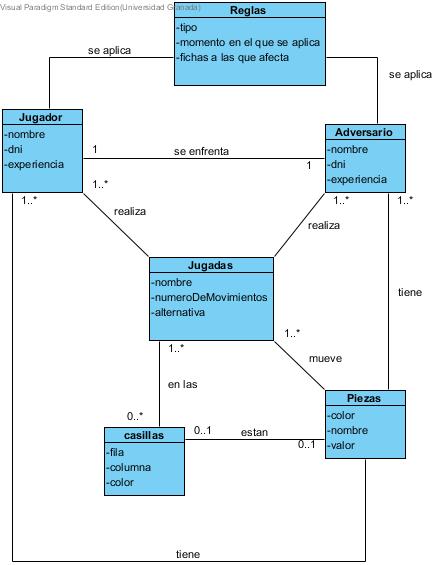 Visual Paradigm Standard Edition(Universidad Granada)
Reglas
-tipo
-momento en el que se aplica
-fichas a las que afecta
se aplica
se aplica
Jugador
-nombre
-dni
-experiencia
Adversario
-nombre
-dni
-experiencia
1
se enfrenta
1
1..*
1..*
1..*
1..*
realiza
realiza
Jugadas
-nombre
-numeroDeMovimientos
-alternativa
tiene
1..*
1..*
mueve
en las
0..*
Piezas
-color
-nombre
-valor
casillas
-fila
-columna
-color
0..1
estan
0..1
tiene